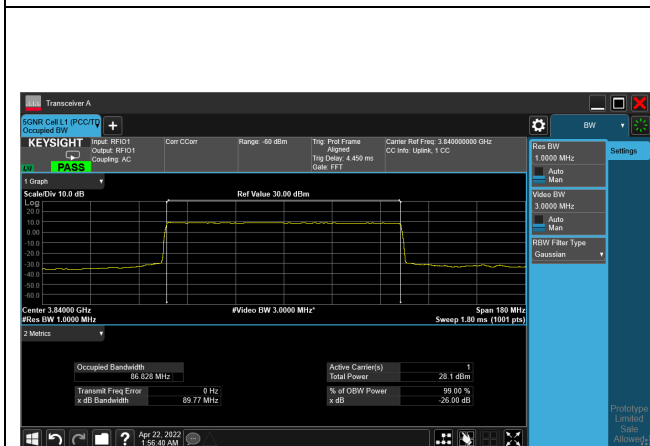 Transceiver A
5GNR Cell L1 (PCC/TD
Occupied BW
KEYSIGHT
LXI
PASS
Input: RFIO1
Output: RFIO1
Coupling: AC
Corr CCorr
Range: -60 dBm
Trig: Prot Frame
Aligned
Trig Delay: 4.450 ms
Gate: FFT
Carrier Ref Freq: 3.840000000 GHz
CC Info: Uplink, 1 CC
BW
Res BW
1.0000 MHz
Auto
Man
Video BW
3.0000 MHz
Auto
Man
RBW Filter Type
Gaussian
Settings
1 Graph
Scale/Div 10.0 dB
Ref Value 30.00 dBm
Log
20.0
10.0
0.00
-10.0
-20.0
-30.0
-40.0
-50.0
-60.0
Center 3.84000 GHz
#Video BW 3.0000 MHz*
Span 180 MHz
#Res BW 1.0000 MHz
Sweep 1.80 ms (1001 pts)
2 Metrics
Occupied Bandwidth
86.828 MHz
Active Carrier(s) 1
Total Power 28.1 dBm
Transmit Freq Error 0 Hz
x dB Bandwidth 89.77 MHz
% of OBW Power 99.00 %
x dB -26.00 dB
Apr 22, 2022
1:56:40 AM
Prototype
Limited
Sale
Allowed